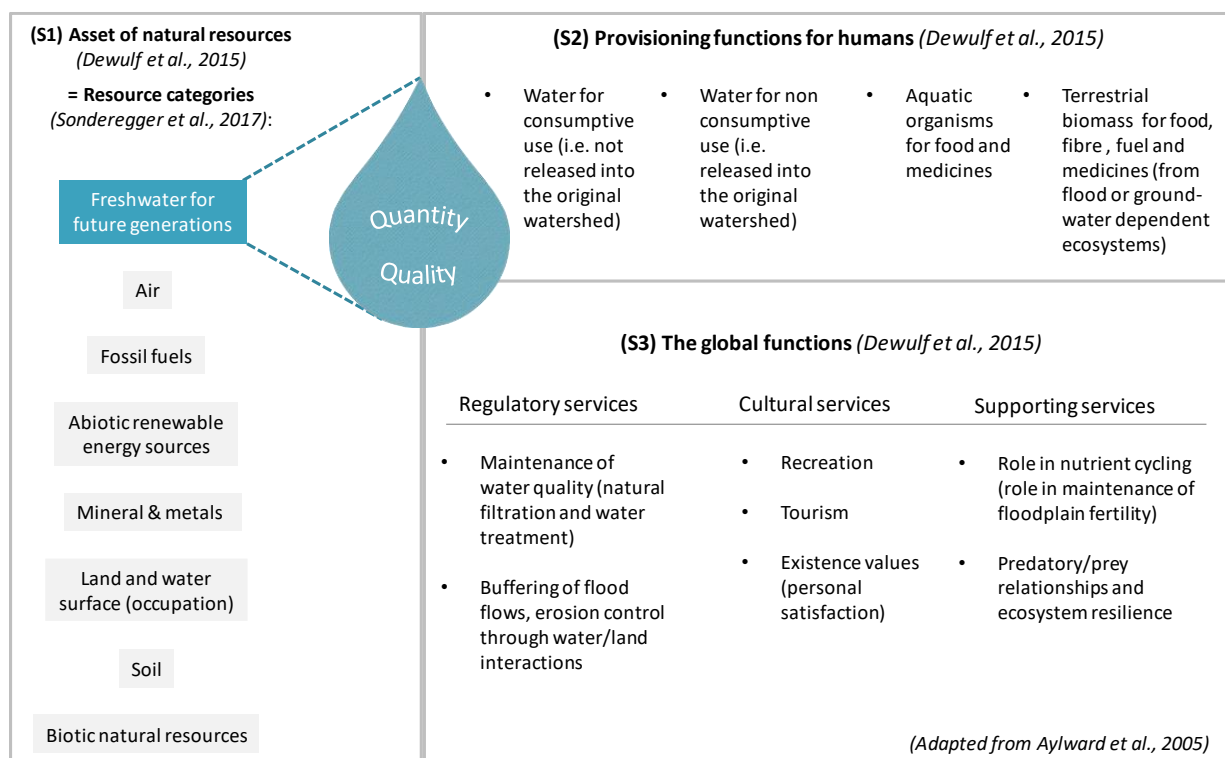 (S1) Asset of natural resources
(Dewulf et al., 2015)
= Resource categories
(Sonderegger et al., 2017):
Freshwater for
future generations
Air
Fossil fuels
Abiotic renewable
energy sources
Mineral & metals
Land and water
surface (occupation)
Soil
Biotic natural resources
Quantity
Quality
(S2) Provisioning functions for humans (Dewulf et al., 2015)
• Water for
consumptive
use (i.e. not
released into
the original
watershed)
• Water for non
consumptive
use (i.e.
released into
the original
watershed)
• Aquatic
organisms
for food and
medicines
• Terrestrial
biomass for food,
fibre , fuel and
medicines (from
flood or ground-
water dependent
ecosystems)
(S3) The global functions (Dewulf et al., 2015)
Regulatory services
• Maintenance of
water quality (natural
filtration and water
treatment)
• Buffering of flood
flows, erosion control
through water/land
interactions
Cultural services
• Recreation
• Tourism
• Existence values
(personal
satisfaction)
Supporting services
• Role in nutrient cycling
(role in maintenance of
floodplain fertility)
• Predatory/prey
relationships and
ecosystem resilience
(Adapted from Aylward et al., 2005)